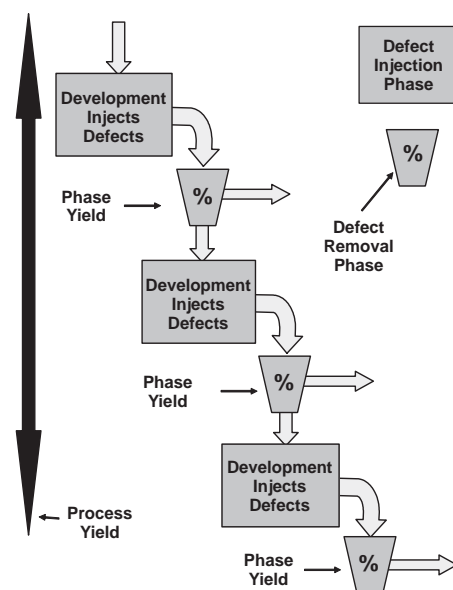 Development
Injects
Defects
Defect
Injection
Phase
%
Phase
Yield
%
Defect
Removal
Phase
Development
Injects
Defects
%
Phase
Yield
Development
Injects
Defects
Process
Yield
%
Phase
Yield